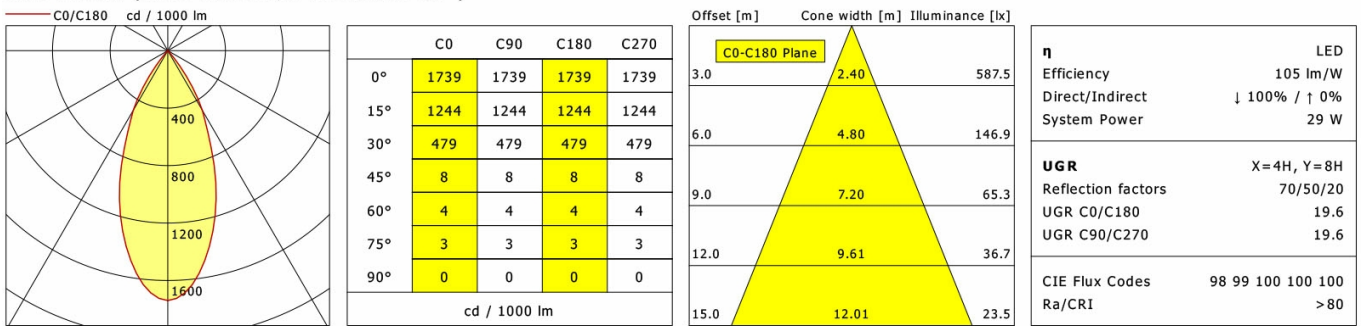 C0/C180 cd / 1000 lm
400
800
1200
1600
C0 C90 C180 C270
0° 1739 1739 1739 1739
15° 1244 1244 1244 1244
30° 479 479 479 479
45° 8 8 8 8
60° 4 4 4 4
75° 3 3 3 3
90° 0 0 0 0
cd / 1000 lm
Offset [m] Cone width [m] Illuminance [lx]
C0-C180 Plane
3.0 2.40 587.5
6.0 4.80 146.9
9.0 7.20 65.3
12.0 9.61 36.7
15.0 12.01 23.5
η LED
Efficiency 105 lm/W
Direct/Indirect ↓ 100% / ↑ 0%
System Power 29 W
UGR X=4H, Y=8H
Reflection factors 70/50/20
UGR C0/C180 19.6
UGR C90/C270 19.6
CIE Flux Codes 98 99 100 100 100
Ra/CRI >80